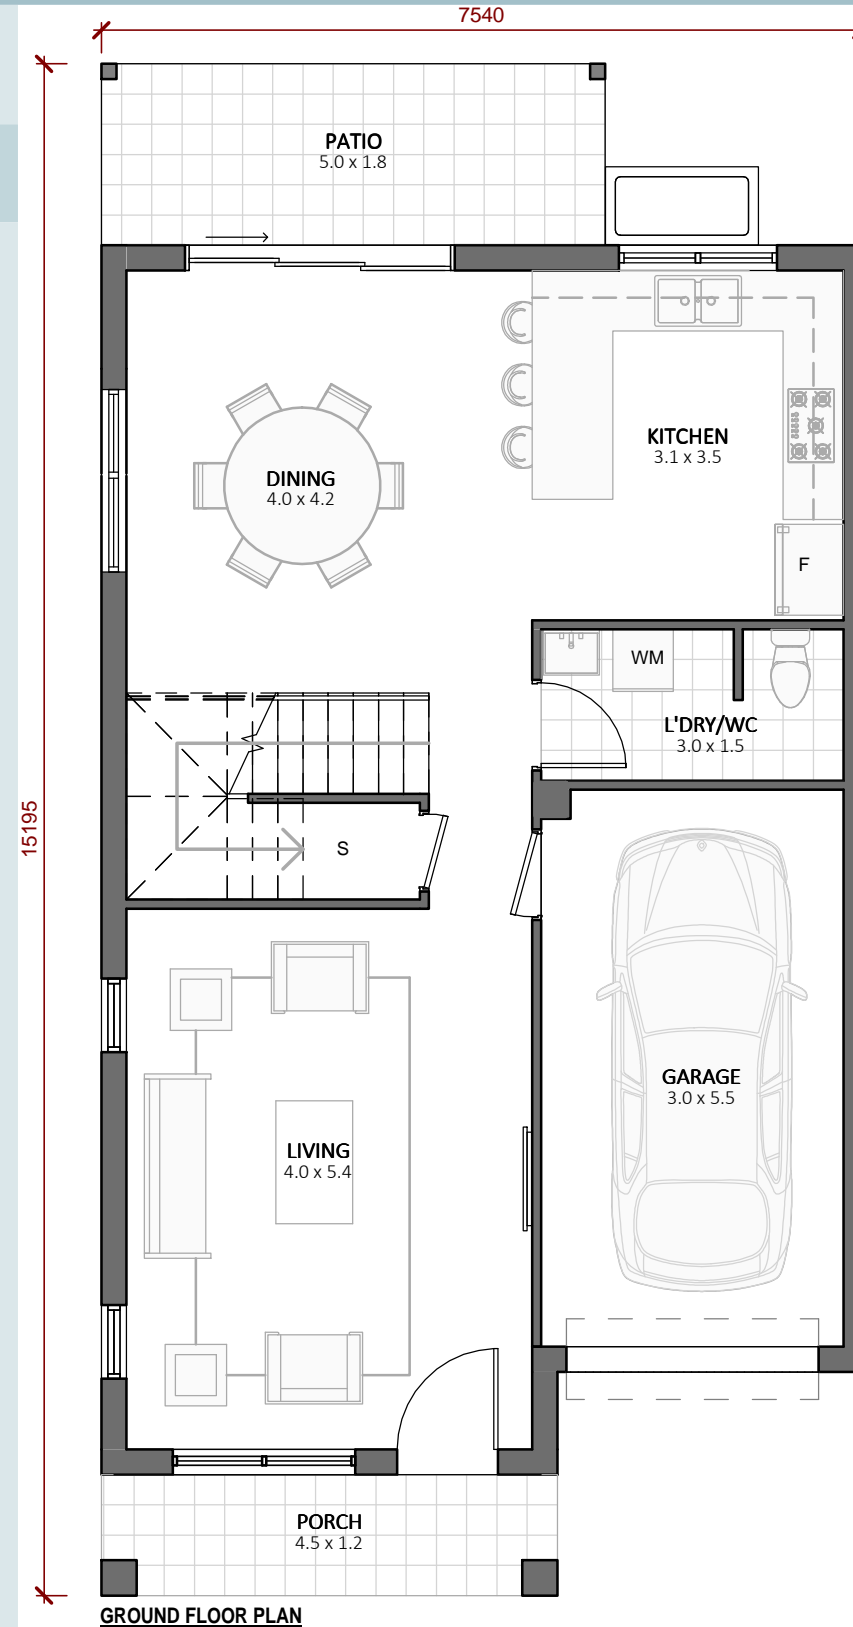 7540
PATIO
5.0 x 1.8
KITCHEN
3.1 x 3.5
DINING
4.0 x 4.2
F
WM
L'DRY/WC
3.0 x 1.5
15195
S
GARAGE
3.0 x 5.5
LIVING
4.0 x 5.4
PORCH
4.5 x 1.2
GROUND FLOOR PLAN